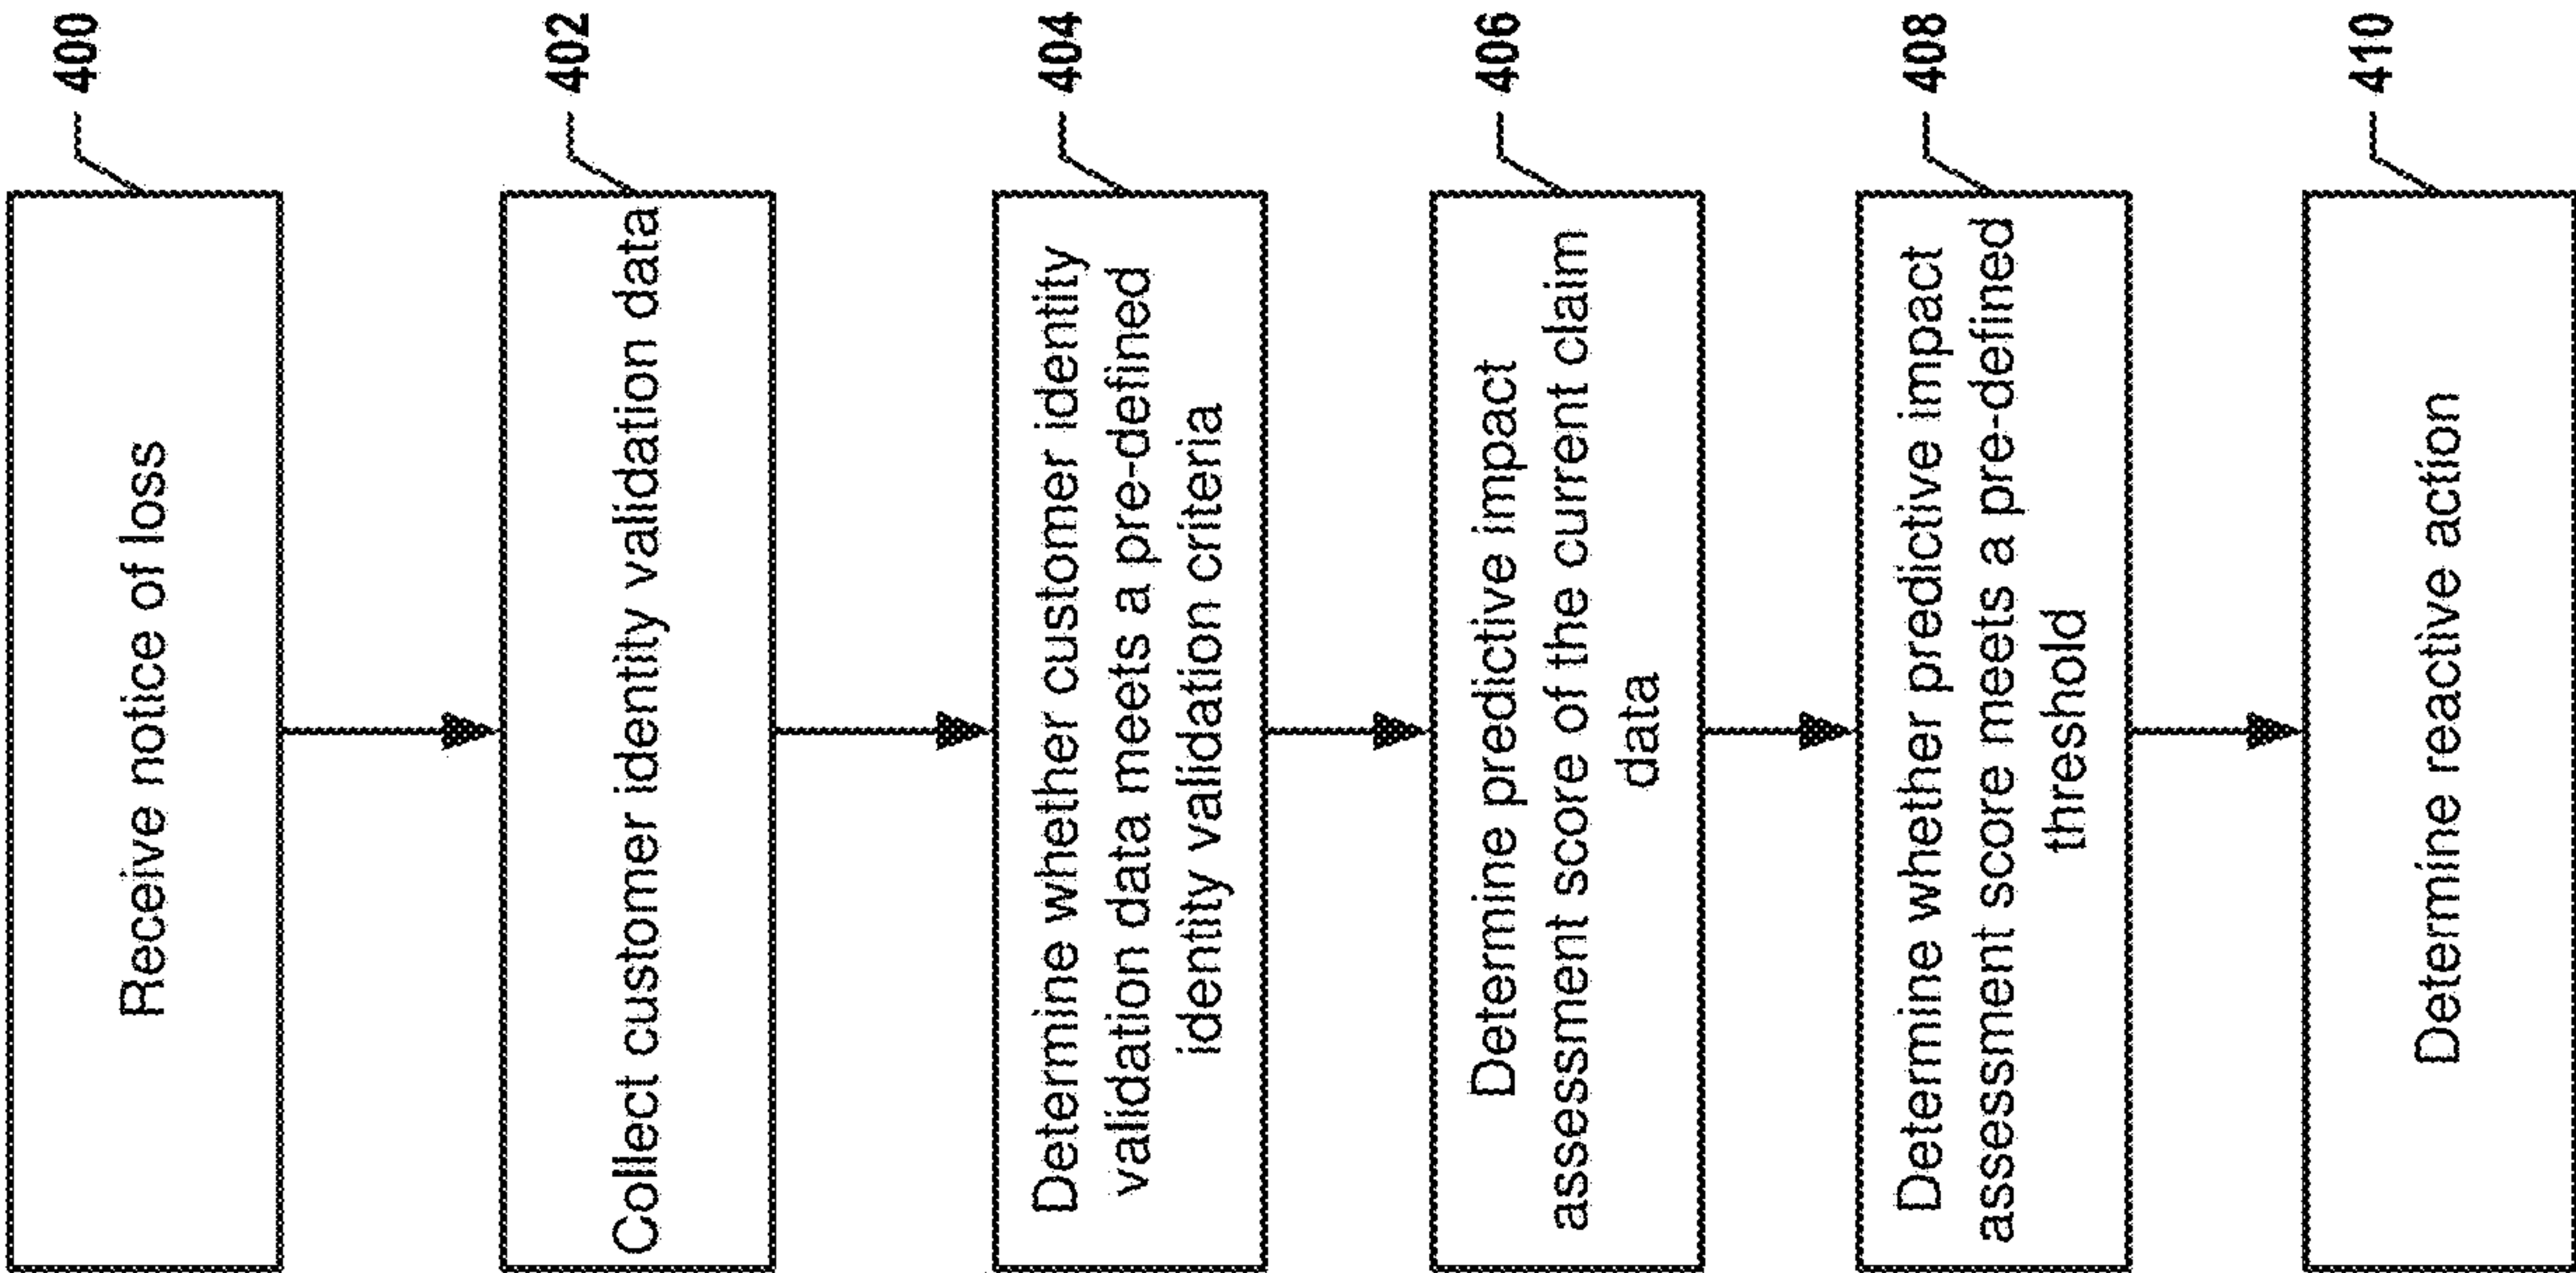 Receive notice of loss
400
Collect customer identity validation data
402
Determine whether customer identity
validation data meets a pre-defined
identity validation criteria
404
Determine predictive impact
assessment score of the current claim
data
406
Determine whether predictive impact
assessment score meets a pre-defined
threshold
408
Determine reactive action
410